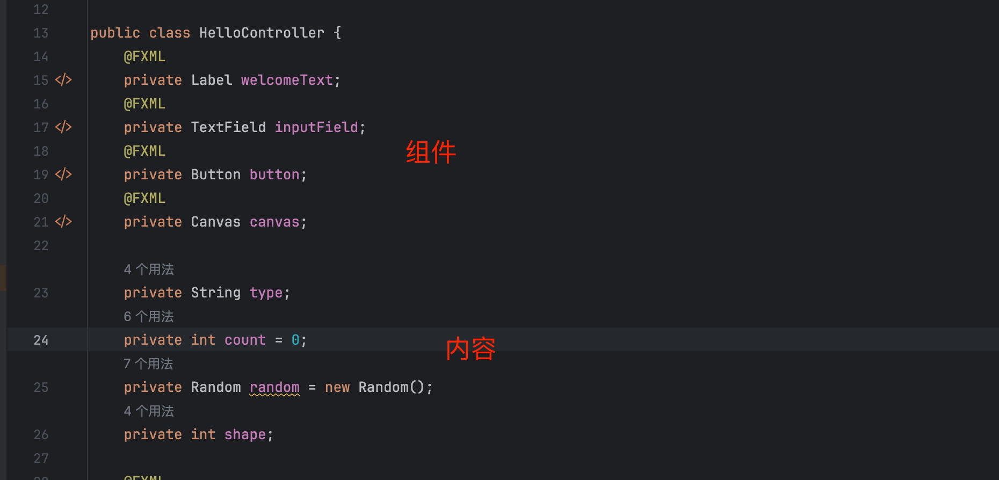 12
13 public class HelloController {
14 @FXML
15 </> private Label welcomeText;
16 @FXML
17 </> private TextField inputField;
18 @FXML
组件
19 </> private Button button;
20 @FXML
21 </> private Canvas canvas;
22
4 个用法
23 private String type;
6 个用法
24 private int count = 0;
内容
7 个用法
25 private Random random = new Random();
4 个用法
26 private int shape;
27
28 @FXML